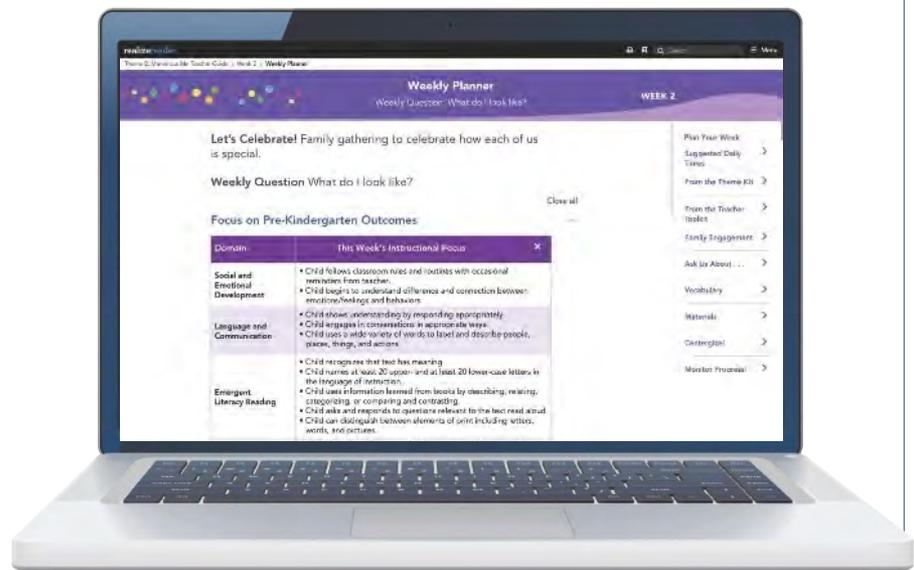 realize reader
Menu
Week 2 | Weekly Planner
Weekly Planner
Weekly Question: What do I look like?
WEEK 2
Let's Celebrate! Family gathering to celebrate how each of us
is special.
Weekly Question What do I look like?
Close all
Focus on Pre-Kindergarten Outcomes
Domain
This Week's Instructional Focus
×
Social and
Emotional
Development
• Child follows classroom rules and routines with occasional
reminders from teacher.
• Child begins to understand difference and connection between
emotions/feelings and behaviors
Language and
Communication
• Child shows understanding by responding appropriately
• Child engages in conversations in appropriate ways
• Child uses a wide variety of words to label and describe people,
places, things, and actions
Emergent
Literacy Reading
• Child recognizes that text has meaning
• Child names at least 20 upper- and at least 20 lower-case letters in
the language of instruction.
• Child uses information learned from books by describing, relating,
categorizing, or comparing and contrasting.
• Child asks and responds to questions relevant to the text read aloud
• Child can distinguish between elements of print including letters,
words, and pictures.
Plan Your Week
Suggested Daily
Times
From the Theme Kit
From the Teacher
Toolkit
Family Engagement
Ask Us About . . .
Vocabulary
Materials
Centergize!
Monitor Progress!